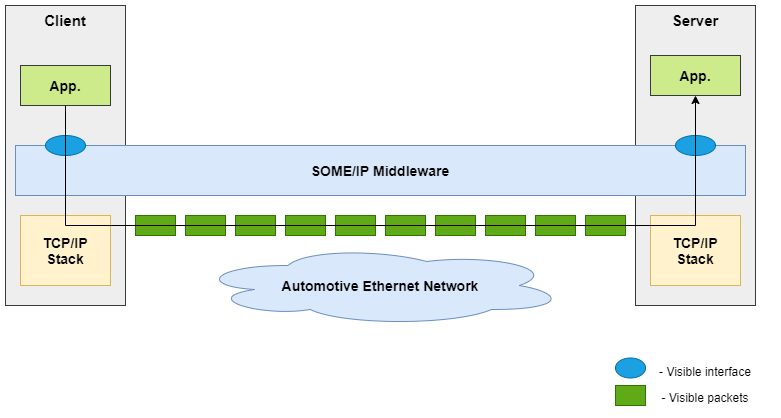 Client
Server
App.
App.
SOME/IP Middleware
TCP/IP
Stack
TCP/IP
Stack
Automotive Ethernet Network
- Visible interface
- Visible packets